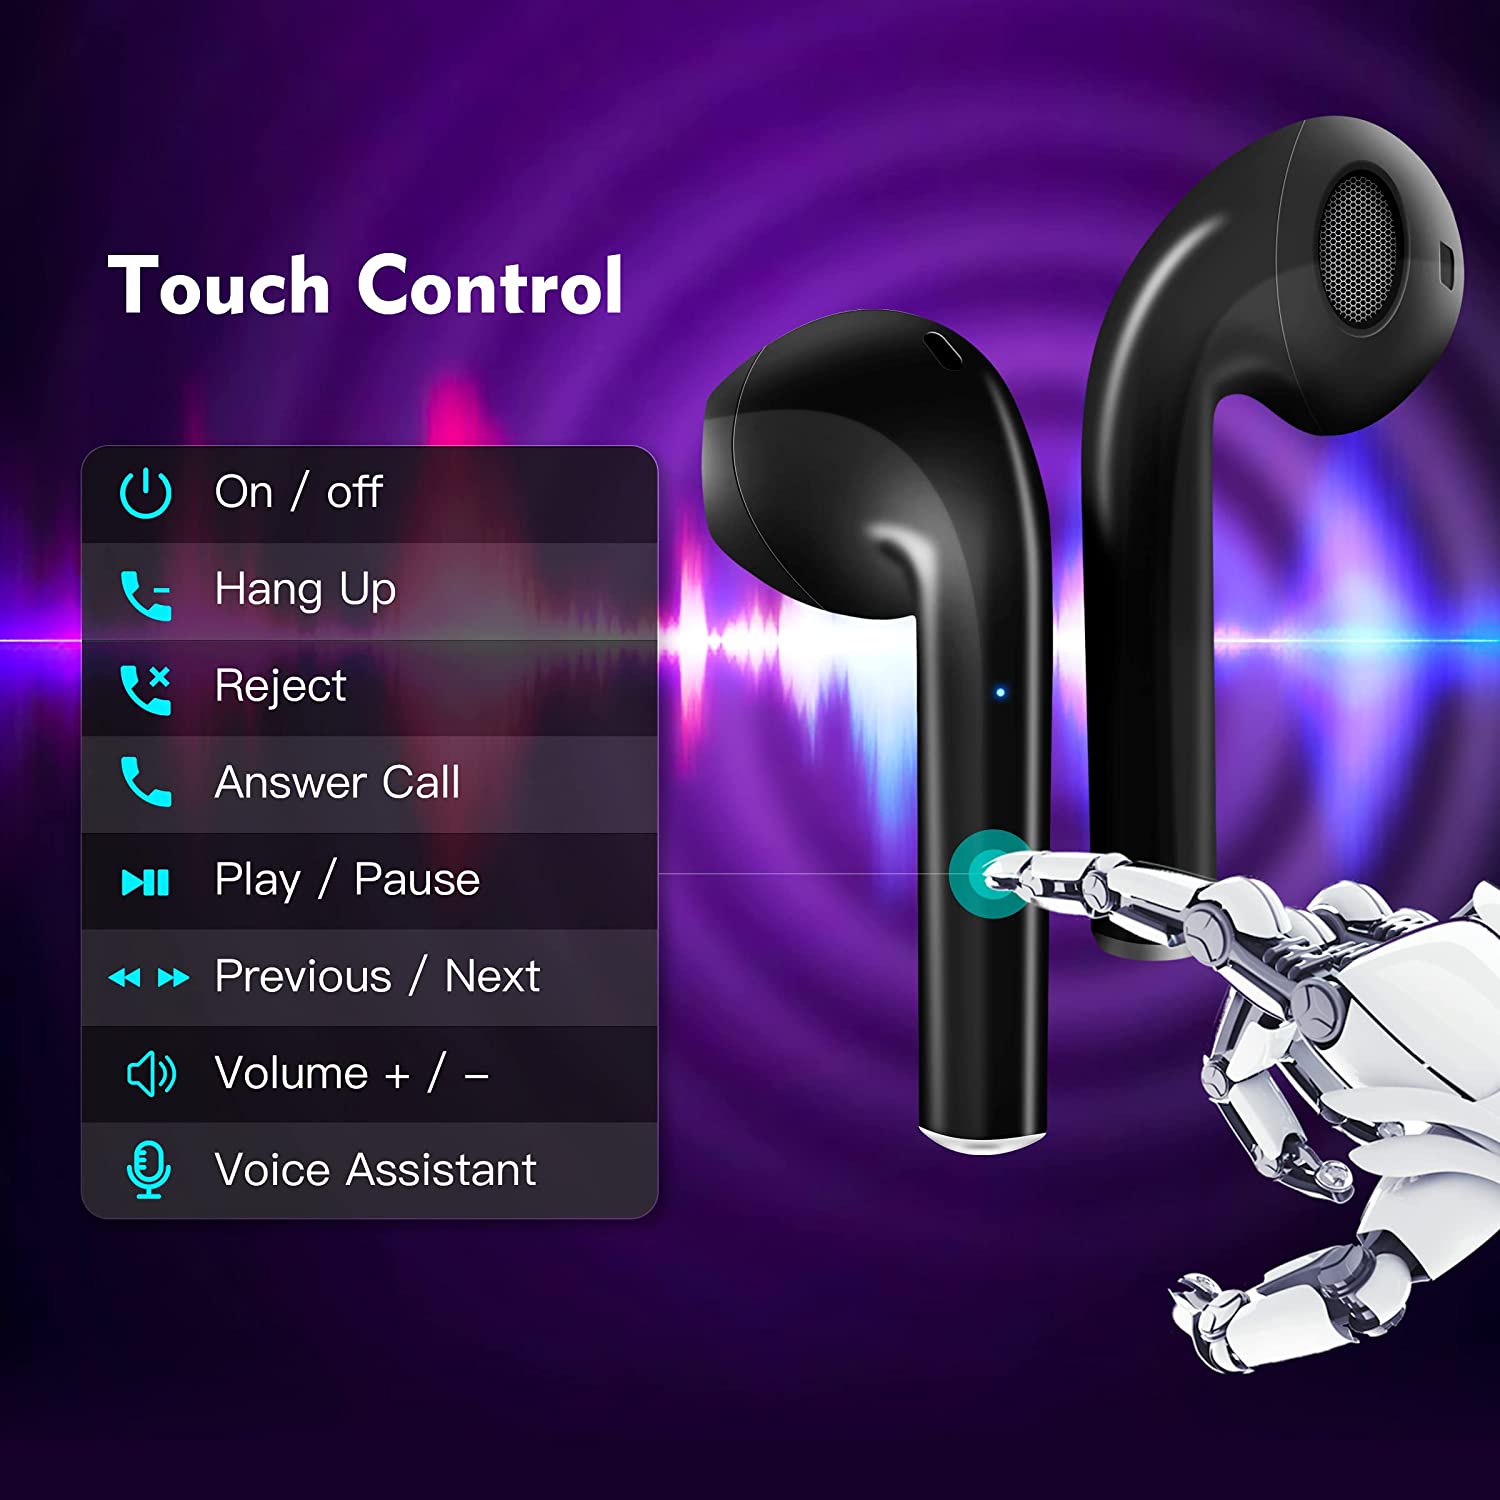 Touch Control
On / off
Hang Up
Reject
Answer Call
Play / Pause
Previous / Next
Volume + / −
Voice Assistant